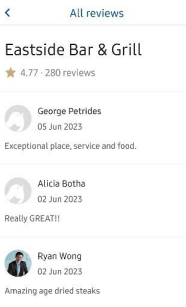 All reviews
Eastside Bar & Grill
4.77 · 280 reviews
George Petrides
05 Jun 2023
Exceptional place, service and food.
Alicia Botha
02 Jun 2023
Really GREAT!!
Ryan Wong
02 Jun 2023
Amazing age dried steaks